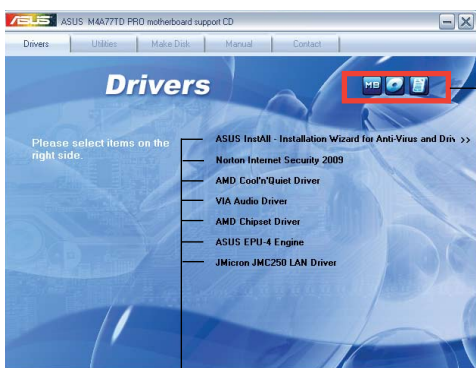 ASUS M4A77TD PRO motherboard support CD
Drivers Utilities Make Disk Manual Contact
Drivers
MB
Please select items on the
right side.
ASUS InstAll - Installation Wizard for Anti-Virus and Driv >>
Norton Internet Security 2009
AMD Cool'n'Quiet Driver
VIA Audio Driver
AMD Chipset Driver
ASUS EPU-4 Engine
JMicron JMC250 LAN Driver